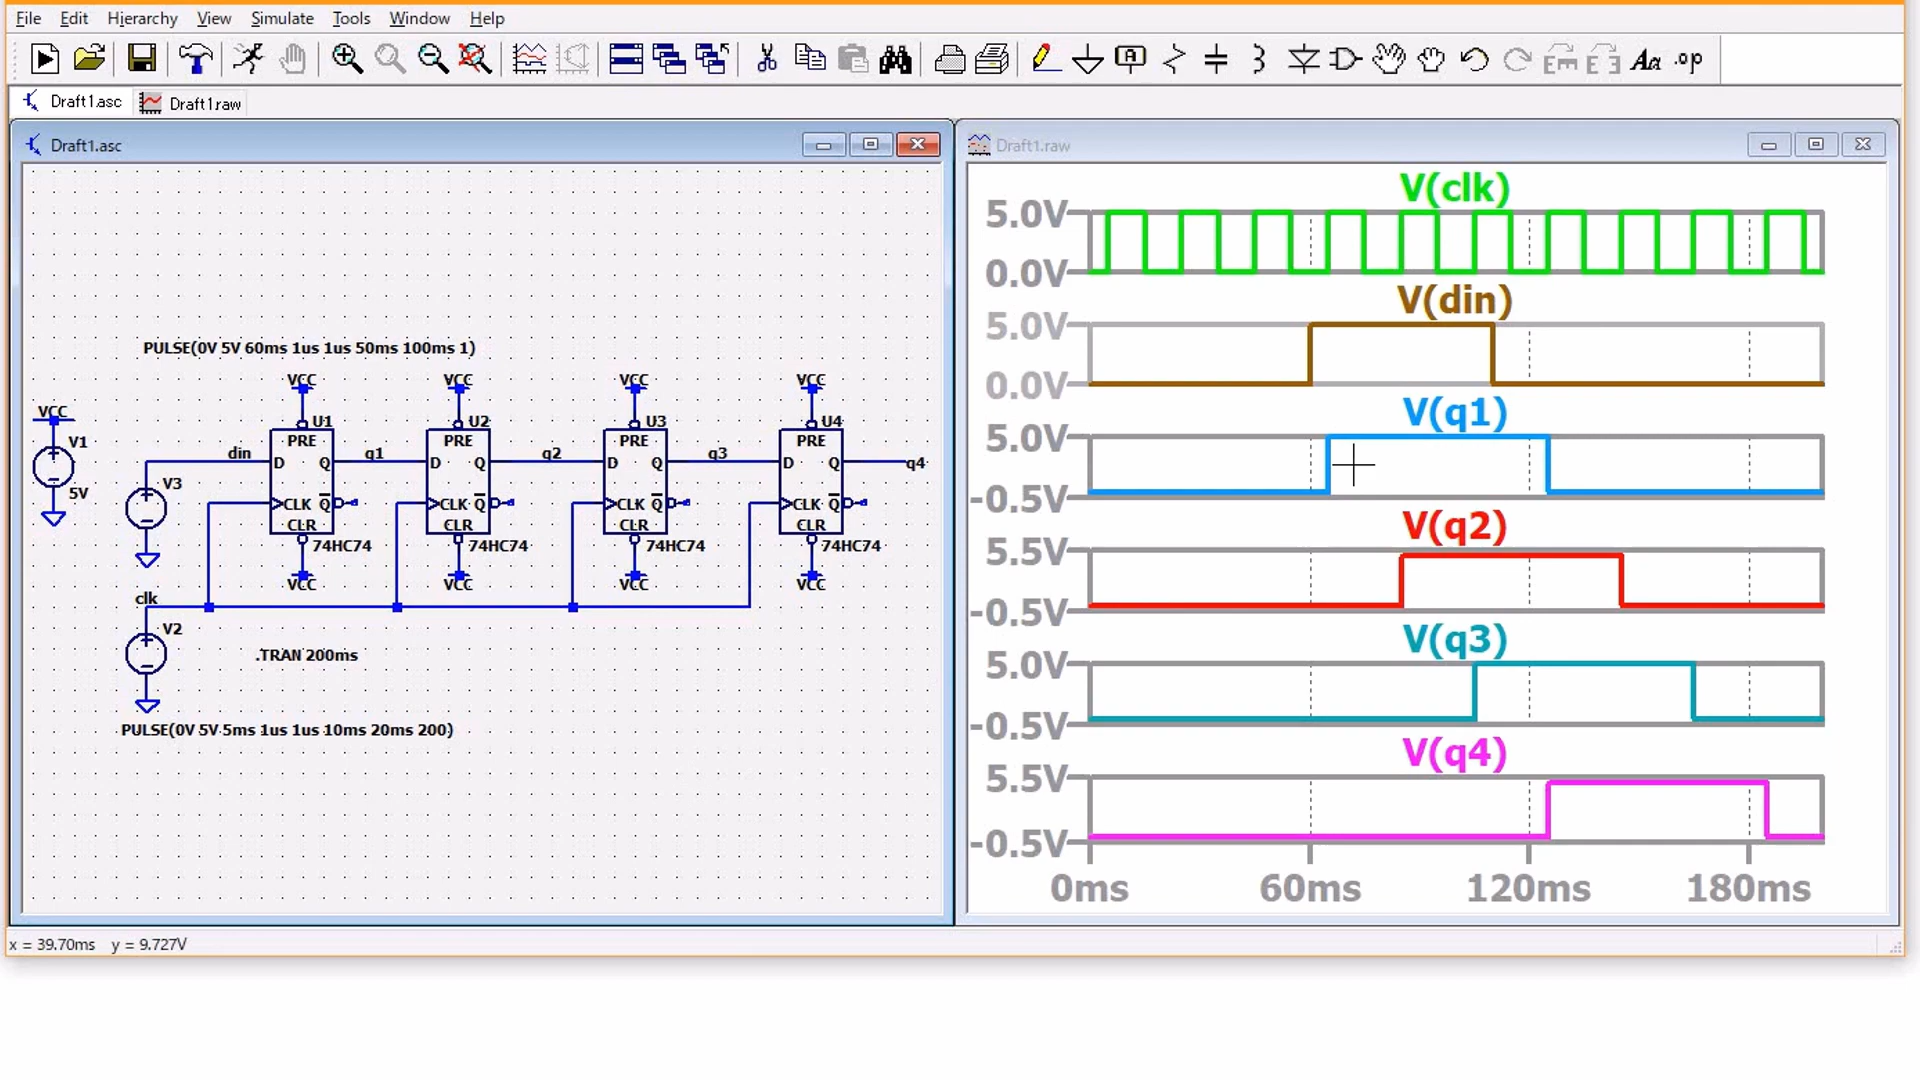 File Edit Hierarchy View Simulate Tools Window Help
A Aa .op
Draft1.asc Draft1.raw
Draft1.asc
PULSE(0V 5V 60ms 1us 1us 50ms 100ms 1)
VCC VCC VCC VCC
VCC U1 U2 U3 U4
V1 PRE PRE PRE PRE
din D Q q1 D Q q2 D Q q3 D Q q4
V3 5V
CLK Q CLK Q CLK Q CLK Q
CLR CLR CLR CLR
74HC74 74HC74 74HC74 74HC74
VCC VCC VCC VCC
clk
V2
.TRAN 200ms
PULSE(0V 5V 5ms 1us 1us 10ms 20ms 200)
Draft1.raw
V(clk)
5.0V
0.0V
V(din)
5.0V
0.0V
V(q1)
5.0V
-0.5V
V(q2)
5.5V
-0.5V
V(q3)
5.0V
-0.5V
V(q4)
5.5V
-0.5V
0ms 60ms 120ms 180ms
x = 39.70ms y = 9.727V